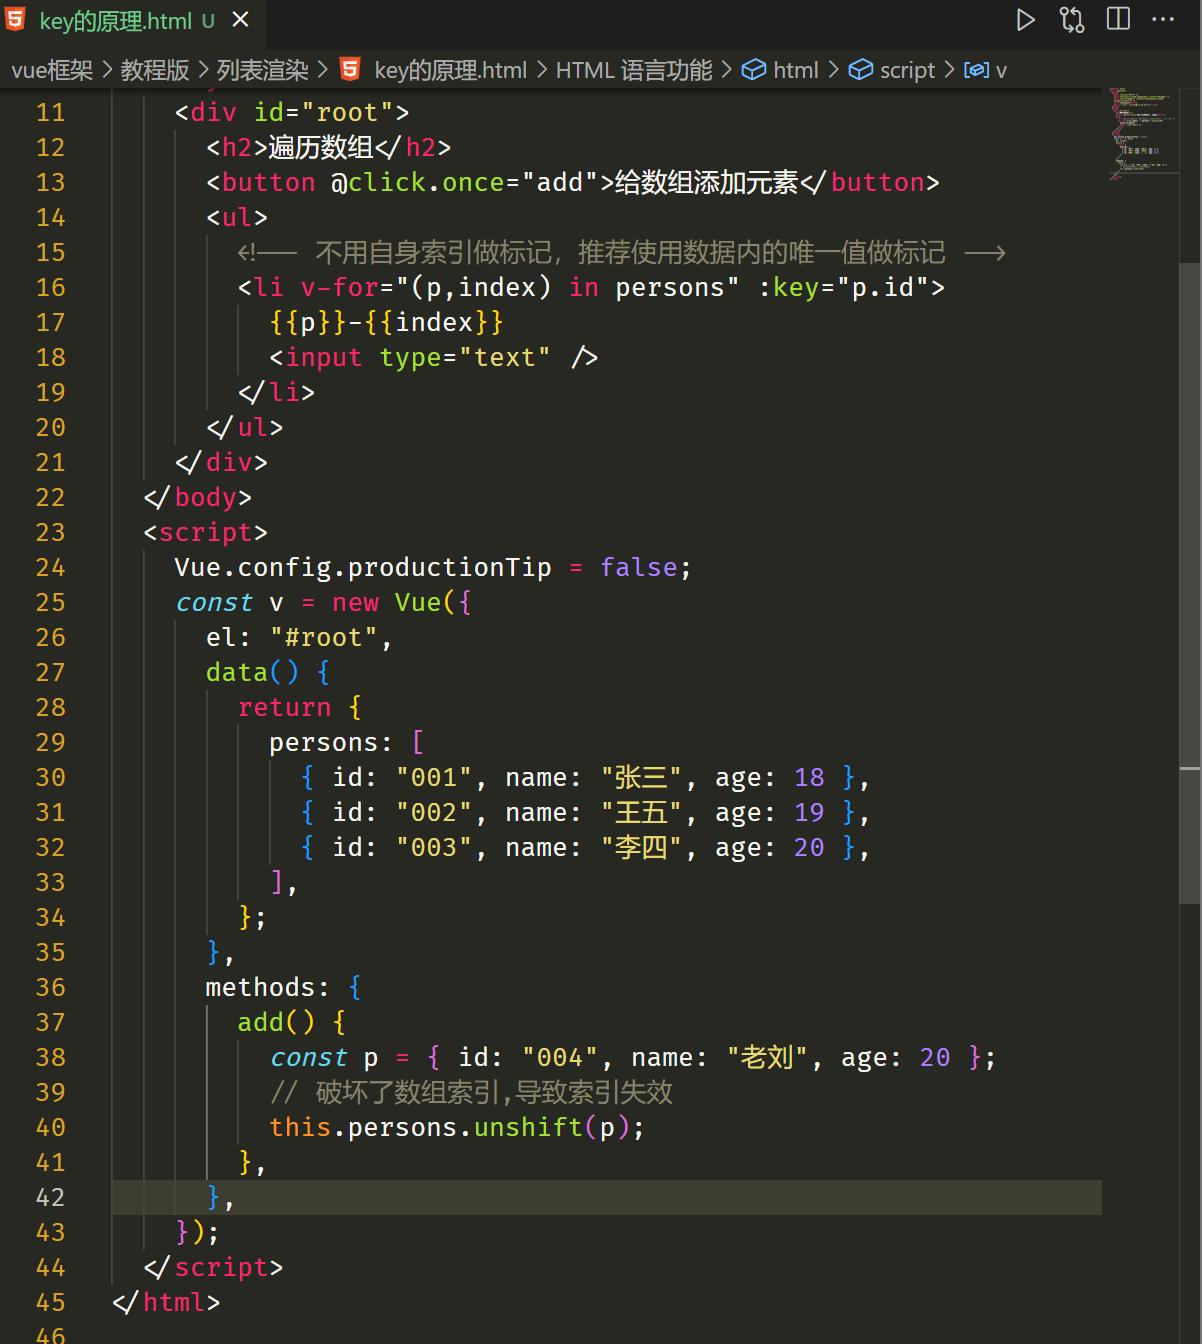 key的原理.html U ×
vue框架 > 教程版 > 列表渲染 > key的原理.html > HTML 语言功能 > html > script > v
11 <div id="root">
12 <h2>遍历数组</h2>
13 <button @click.once="add">给数组添加元素</button>
14 <ul>
15 <!-- 不用自身索引做标记，推荐使用数据内的唯一值做标记 -->
16 <li v-for="(p,index) in persons" :key="p.id">
17 {{p}}-{{index}}
18 <input type="text" />
19 </li>
20 </ul>
21 </div>
22 </body>
23 <script>
24 Vue.config.productionTip = false;
25 const v = new Vue({
26 el: "#root",
27 data() {
28 return {
29 persons: [
30 { id: "001", name: "张三", age: 18 },
31 { id: "002", name: "王五", age: 19 },
32 { id: "003", name: "李四", age: 20 },
33 ],
34 };
35 },
36 methods: {
37 add() {
38 const p = { id: "004", name: "老刘", age: 20 };
39 // 破坏了数组索引,导致索引失效
40 this.persons.unshift(p);
41 },
42 },
43 });
44 </script>
45 </html>
46